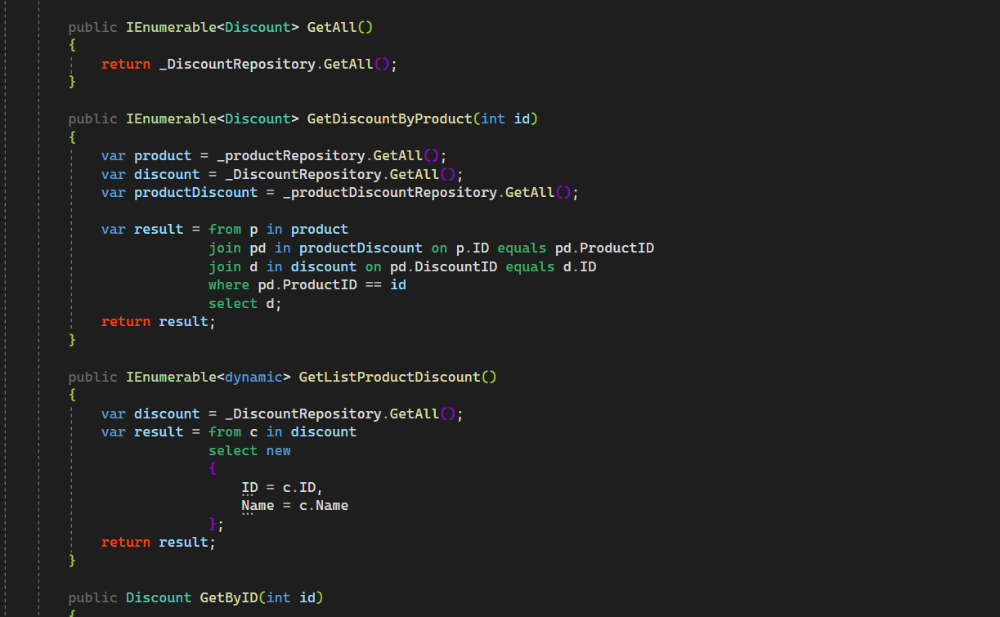 public IEnumerable<Discount> GetAll()
{
return _DiscountRepository.GetAll();
}
public IEnumerable<Discount> GetDiscountByProduct(int id)
{
var product = _productRepository.GetAll();
var discount = _DiscountRepository.GetAll();
var productDiscount = _productDiscountRepository.GetAll();
var result = from p in product
join pd in productDiscount on p.ID equals pd.ProductID
join d in discount on pd.DiscountID equals d.ID
where pd.ProductID == id
select d;
return result;
}
public IEnumerable<dynamic> GetListProductDiscount()
{
var discount = _DiscountRepository.GetAll();
var result = from c in discount
select new
{
ID = c.ID,
Name = c.Name
};
return result;
}
public Discount GetByID(int id)
{